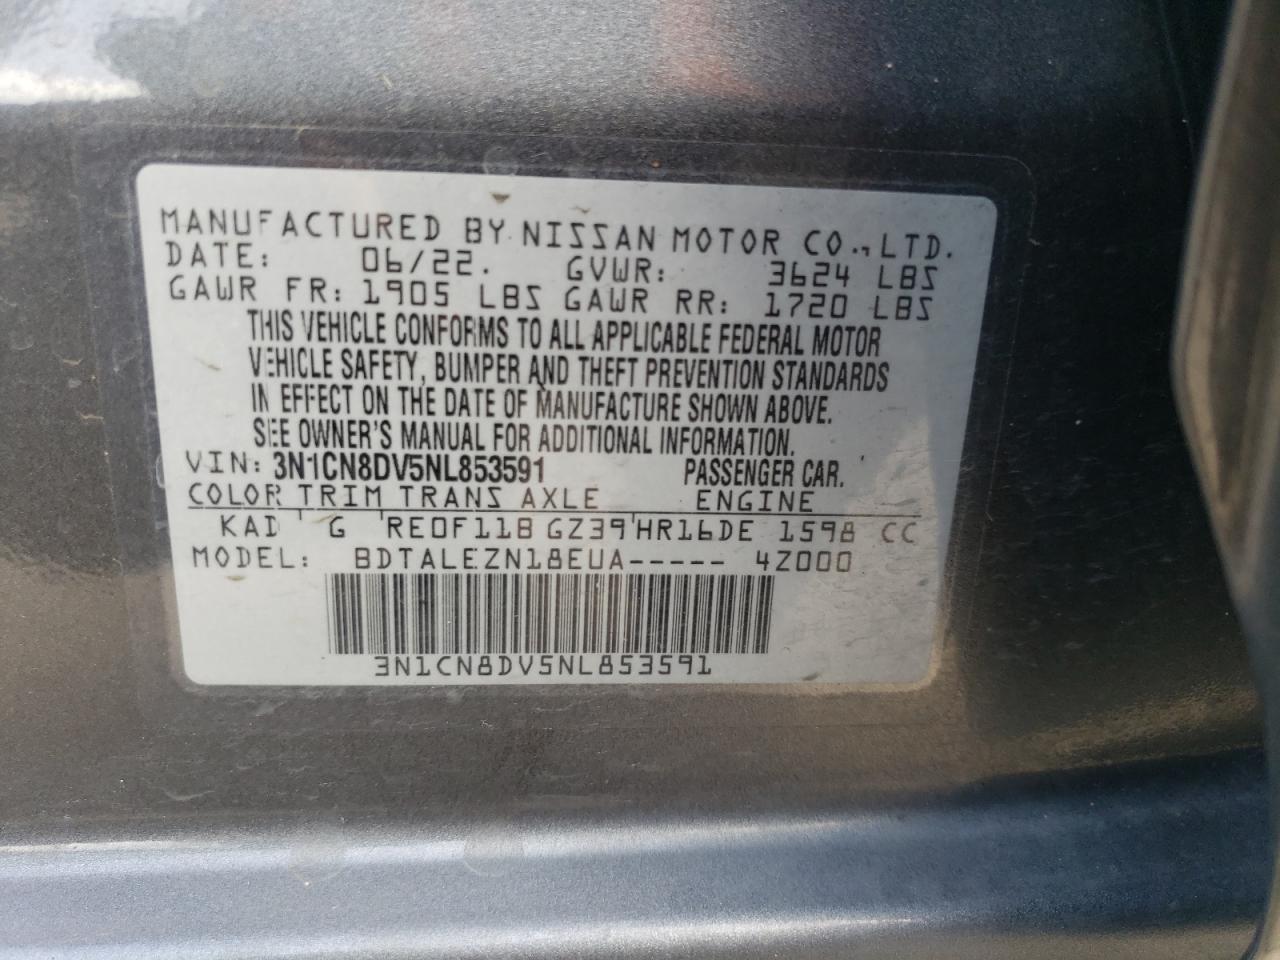 MANUFACTURED BY NISSAN MOTOR CO., LTD.
DATE: 06/22. GVWR: 3624 LBS
GAWR FR: 1905 LBS GAWR RR: 1720 LBS
THIS VEHICLE CONFORMS TO ALL APPLICABLE FEDERAL MOTOR
VEHICLE SAFETY, BUMPER AND THEFT PREVENTION STANDARDS
IN EFFECT ON THE DATE OF MANUFACTURE SHOWN ABOVE.
SEE OWNER'S MANUAL FOR ADDITIONAL INFORMATION.
VIN: 3N1CN8DV5NL853591 PASSENGER CAR.
COLOR TRIM TRANS AXLE ENGINE
KAD G RE0F11B GZ39 HR16DE 1598 CC
MODEL: BDTALEZN18EUA----- 4Z000
3N1CN8DV5NL853591